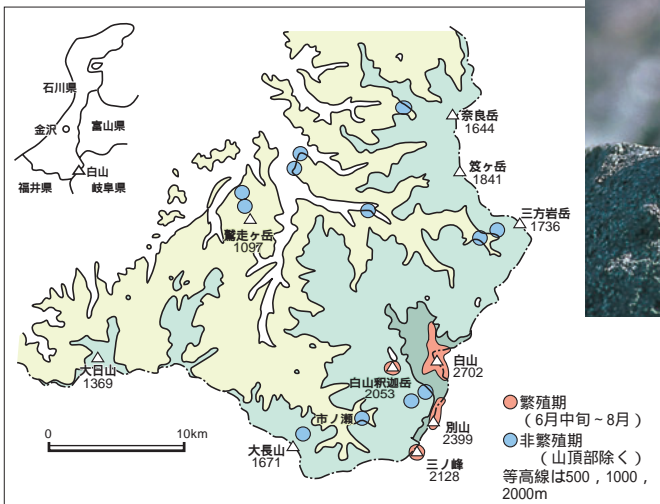 石川県
金沢
富山県
白山
福井県
岐阜県
奈良岳
1644
笈ヶ岳
1841
三方岩岳
1736
鷲走ヶ岳
1097
大日山
1369
白山
2702
白山釈迦岳
2053
市ノ瀬
別山
2399
大長山
1671
三ノ峰
2128
0 10km
繁殖期
(6月中旬~8月)
非繁殖期
(山頂部除く)
等高線は500,1000,
2000m